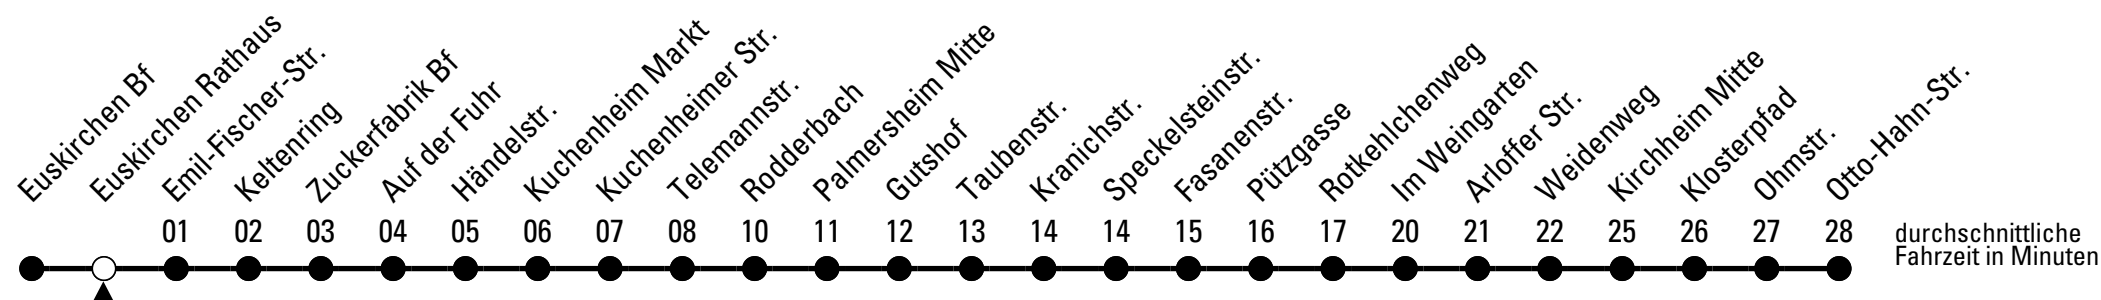 Euskirchen Bf
Euskirchen Rathaus
Emil-Fischer-Str.
Keltenring
Zuckerfabrik Bf
Auf der Fuhr
Händelstr.
Kuchenheim Markt
Kuchenheimer Str.
Telemannstr.
Rodderbach
Palmersheim Mitte
Gutshof
Taubenstr.
Kranichstr.
Speckelsteinstr.
Fasanenstr.
Pützgasse
Rotkehlchenweg
Im Weingarten
Arloffer Str.
Weidenweg
Kirchheim Mitte
Klosterpfad
Ohmstr.
Otto-Hahn-Str.
01 02 03 04 05 06 07 08 10 11 12 13 14 14 15 16 17 20 21 22 25 26 27 28
durchschnittliche
Fahrzeit in Minuten